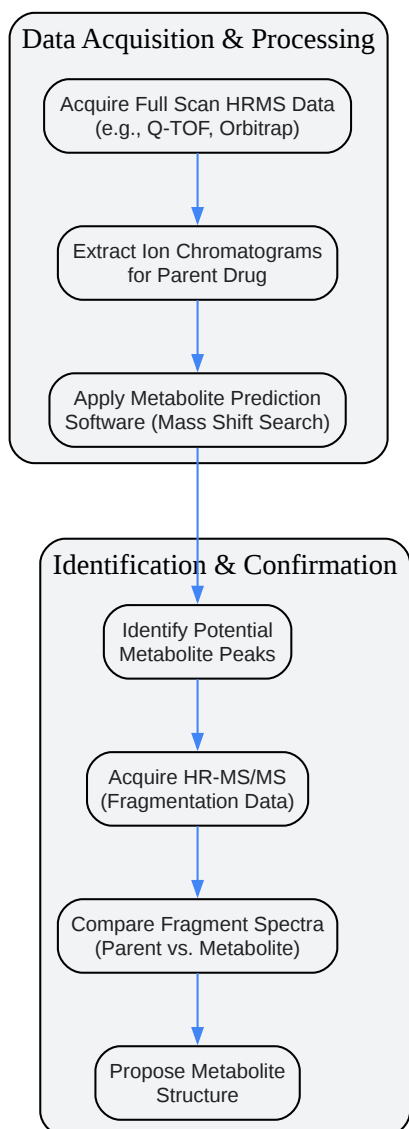 Data Acquisition & Processing
Acquire Full Scan HRMS Data
(e.g., Q-TOF, Orbitrap)
Extract Ion Chromatograms
for Parent Drug
Apply Metabolite Prediction
Software (Mass Shift Search)
Identification & Confirmation
Identify Potential
Metabolite Peaks
Acquire HR-MS/MS
(Fragmentation Data)
Compare Fragment Spectra
(Parent vs. Metabolite)
Propose Metabolite
Structure